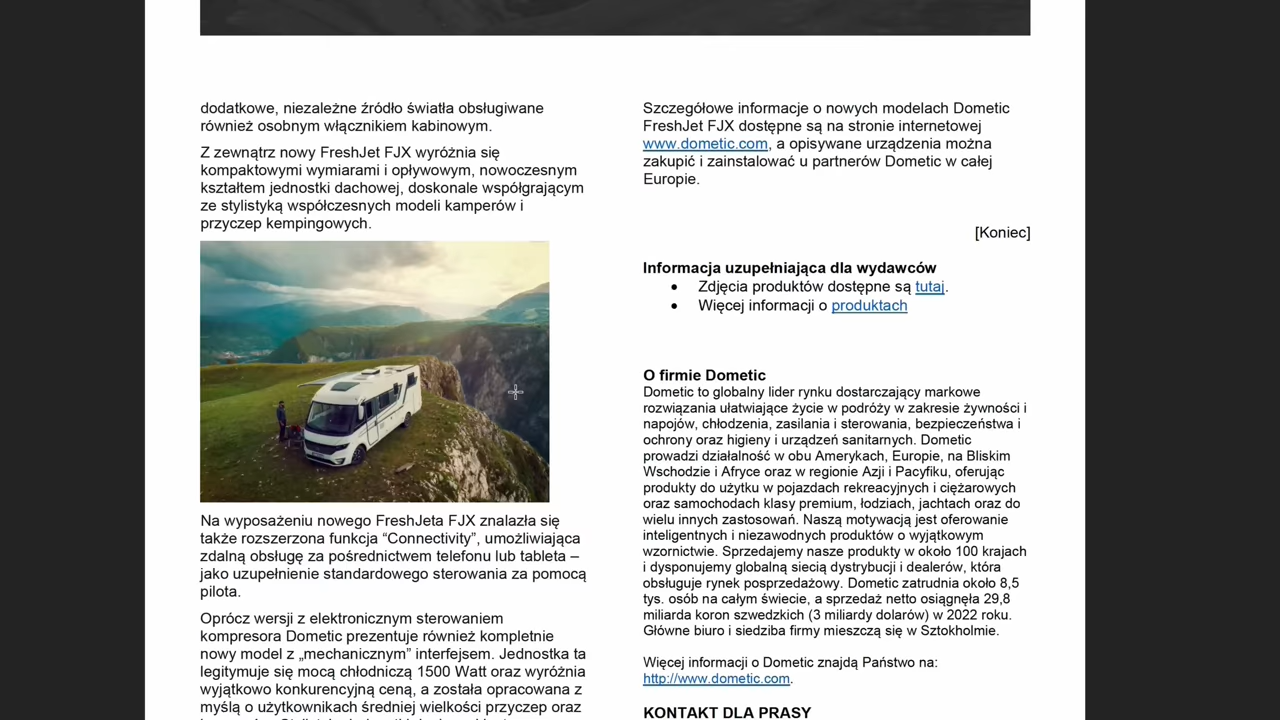 dodatkowe, niezależne źródło światła obsługiwane
również osobnym włącznikiem kabinowym.
Z zewnątrz nowy FreshJet FJX wyróżnia się
kompaktowymi wymiarami i opływowym, nowoczesnym
kształtem jednostki dachowej, doskonale współgrającym
ze stylistyką współczesnych modeli kamperów i
przyczep kempingowych.
Na wyposażeniu nowego FreshJeta FJX znalazła się
także rozszerzona funkcja “Connectivity”, umożliwiająca
zdalną obsługę za pośrednictwem telefonu lub tableta –
jako uzupełnienie standardowego sterowania za pomocą
pilota.
Oprócz wersji z elektronicznym sterowaniem
kompresora Dometic prezentuje również kompletnie
nowy model z „mechanicznym” interfejsem. Jednostka ta
legitymuje się mocą chłodniczą 1500 Watt oraz wyróżnia
wyjątkowo konkurencyjną ceną, a została opracowana z
myślą o użytkownikach średniej wielkości przyczep oraz
Szczegółowe informacje o nowych modelach Dometic
FreshJet FJX dostępne są na stronie internetowej
www.dometic.com, a opisywane urządzenia można
zakupić i zainstalować u partnerów Dometic w całej
Europie.
[Koniec]
Informacja uzupełniająca dla wydawców
• Zdjęcia produktów dostępne są tutaj.
• Więcej informacji o produktach
O firmie Dometic
Dometic to globalny lider rynku dostarczający markowe
rozwiązania ułatwiające życie w podróży w zakresie żywności i
napojów, chłodzenia, zasilania i sterowania, bezpieczeństwa i
ochrony oraz higieny i urządzeń sanitarnych. Dometic
prowadzi działalność w obu Amerykach, Europie, na Bliskim
Wschodzie i Afryce oraz w regionie Azji i Pacyfiku, oferując
produkty do użytku w pojazdach rekreacyjnych i ciężarowych
oraz samochodach klasy premium, łodziach, jachtach oraz do
wielu innych zastosowań. Naszą motywacją jest oferowanie
inteligentnych i niezawodnych produktów o wyjątkowym
wzornictwie. Sprzedajemy nasze produkty w około 100 krajach
i dysponujemy globalną siecią dystrybucji i dealerów, która
obsługuje rynek posprzedażowy. Dometic zatrudnia około 8,5
tys. osób na całym świecie, a sprzedaż netto osiągnęła 29,8
miliarda koron szwedzkich (3 miliardy dolarów) w 2022 roku.
Główne biuro i siedziba firmy mieszczą się w Sztokholmie.
Więcej informacji o Dometic znajdą Państwo na:
http://www.dometic.com.
KONTAKT DLA PRASY